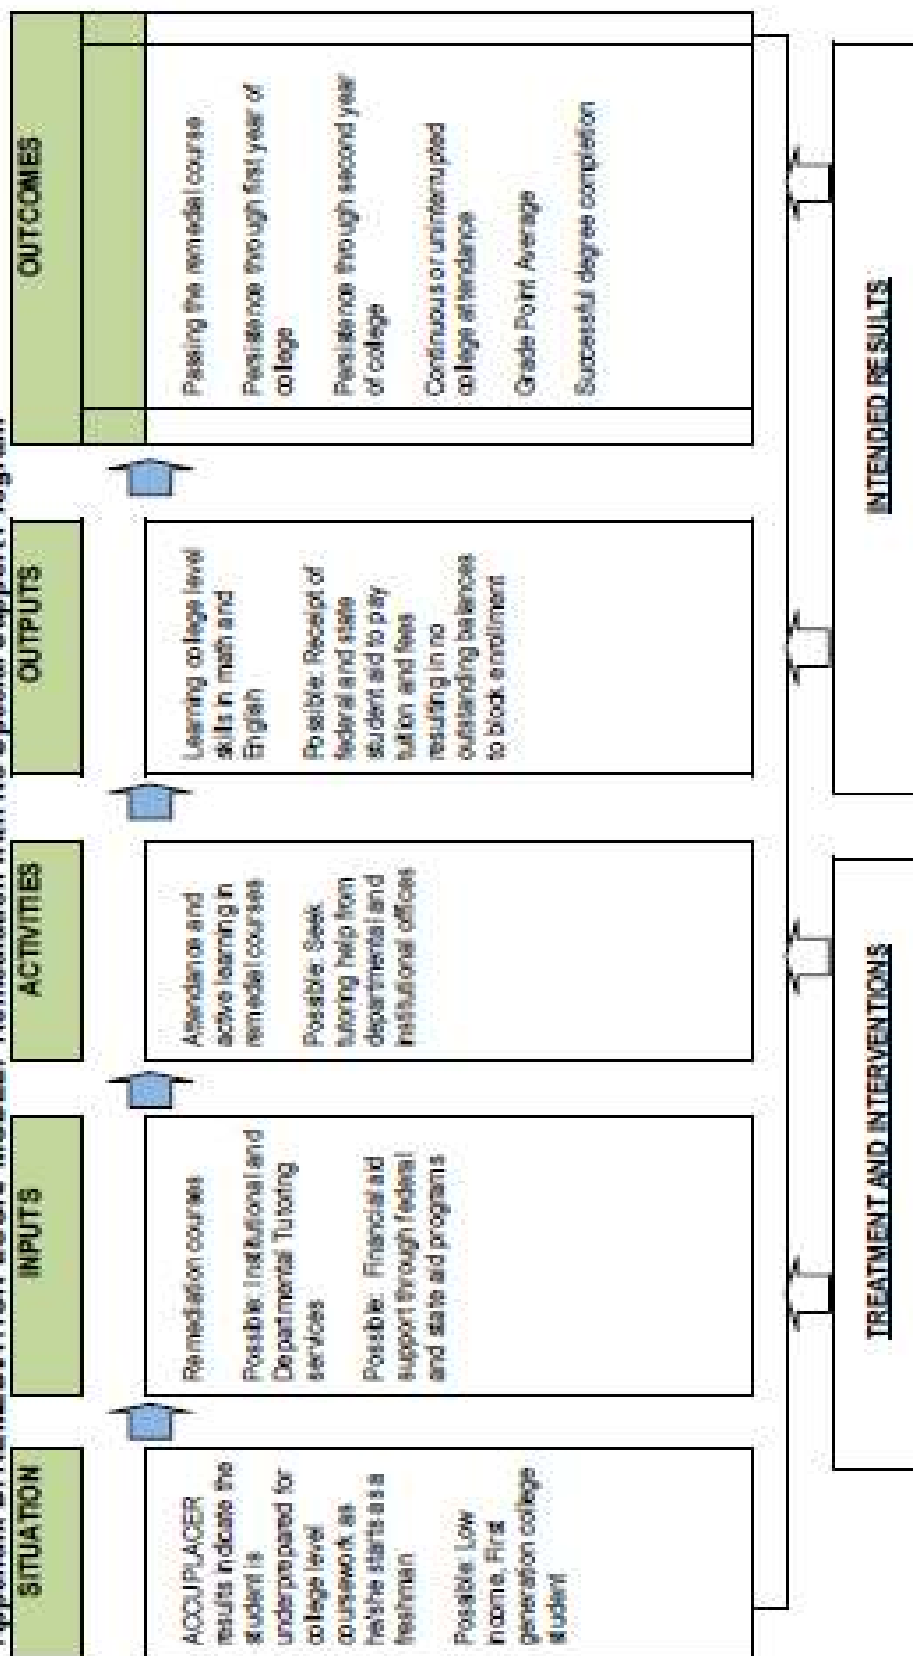 SITUATION
ACCUPLACER
results indicate the
student is
underprepared for
college level
coursework as
he/she starts as a
freshman
Possible: Low
income, First
generation college
student
INPUTS
Remediation courses
Possible: Institutional and
Departmental Tutoring
services
Possible: Financial aid
support through federal
and state aid programs
ACTIVITIES
Attendance and
active learning in
remedial courses
Possible: Seek
tutoring help from
departmental and
institutional offices
OUTPUTS
Learning college level
skills in math and
English
Possible: Receipt of
federal and state
student aid to pay
tuition and fees
resulting in no
outstanding balances
to block enrollment
OUTCOMES
Passing the remedial course
Persistence through first year of
college
Persistence through second year
of college
Continuous or uninterrupted
college attendance
Grade Point Average
Successful degree completion
TREATMENT AND INTERVENTIONS
INTENDED RESULTS